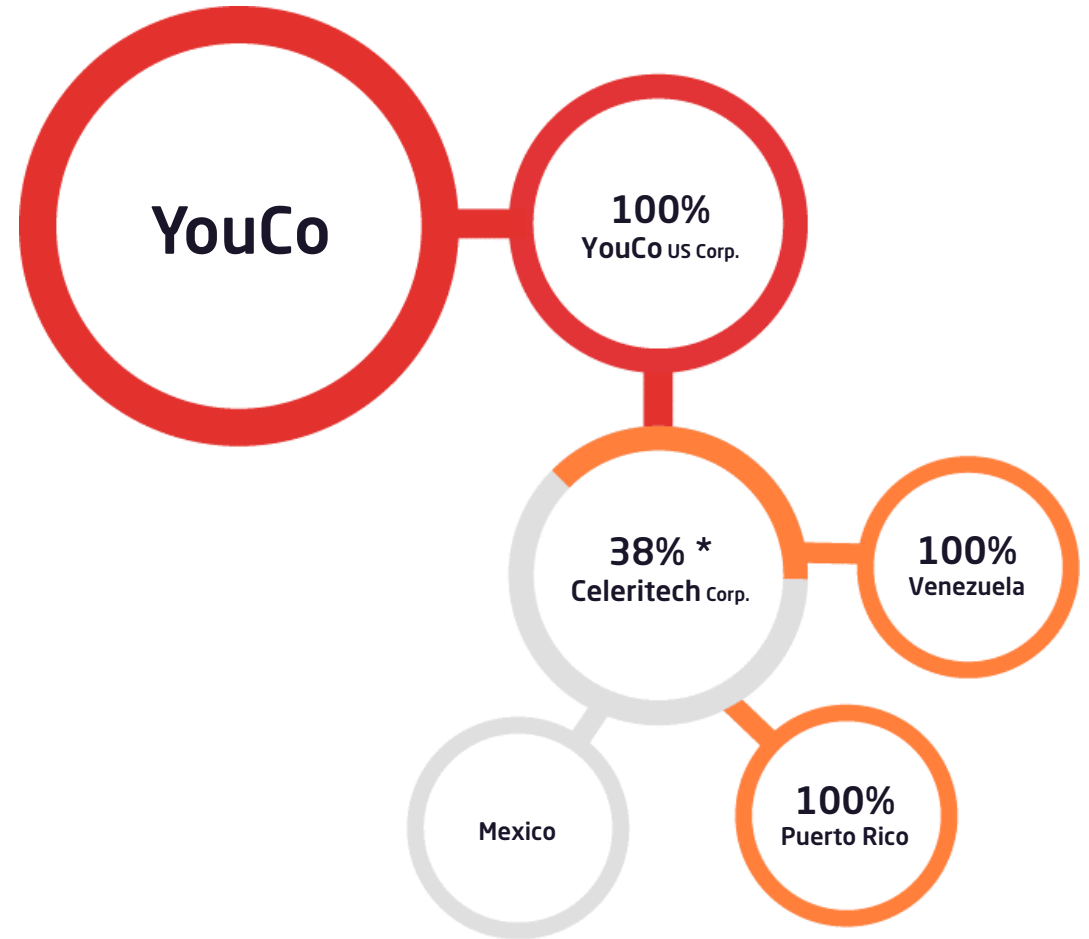 YouCo
100%
YouCo US Corp.
38% *
Celeritech Corp.
100%
Venezuela
100%
Puerto Rico
Mexico